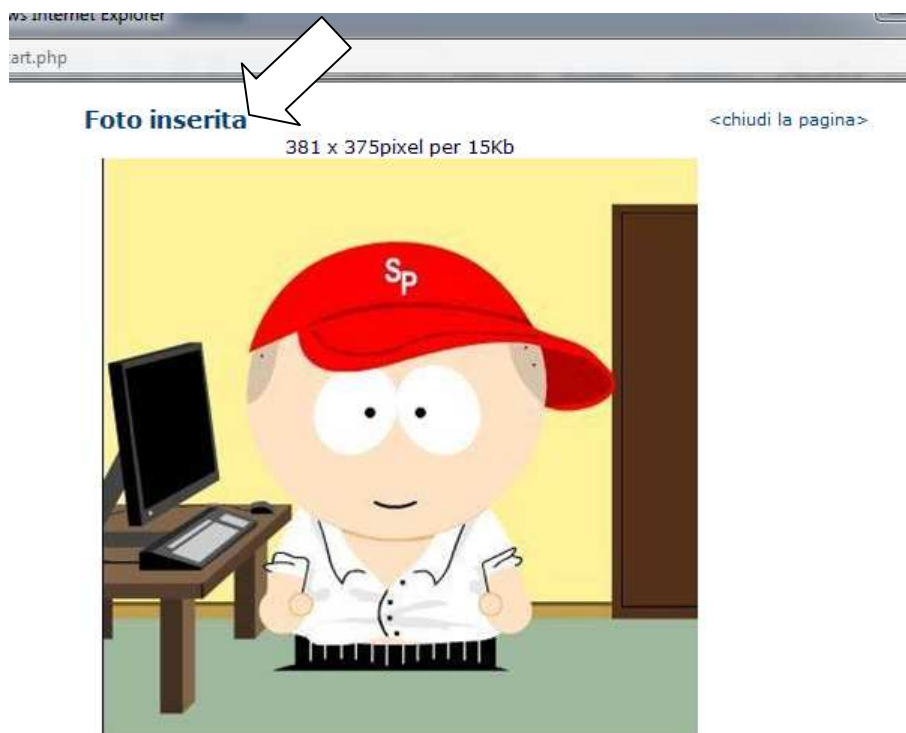 ws Internet Explorer
art.php
Foto inserita
<chiudi la pagina>
381 x 375pixel per 15Kb
SP